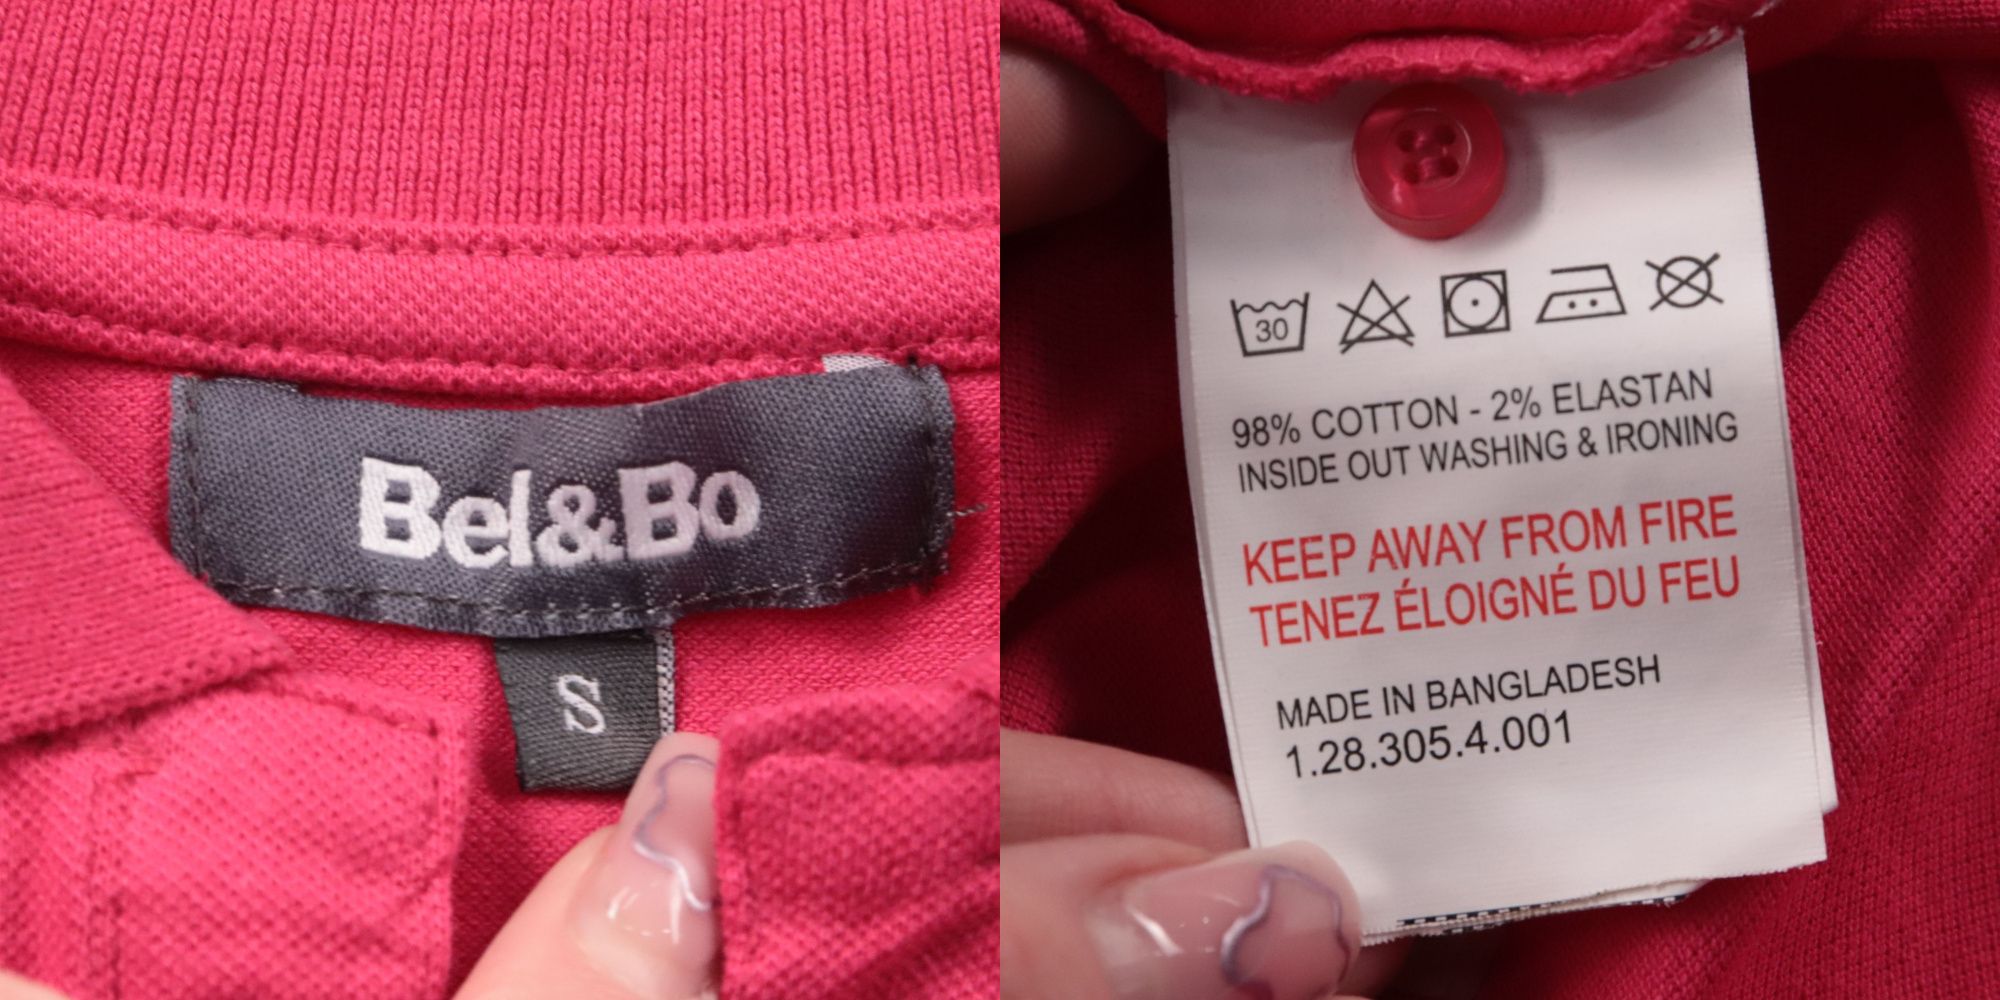 Bel&Bo
S
30
98% COTTON - 2% ELASTAN
INSIDE OUT WASHING & IRONING
KEEP AWAY FROM FIRE
TENEZ ÉLOIGNÉ DU FEU
MADE IN BANGLADESH
1.28.305.4.001